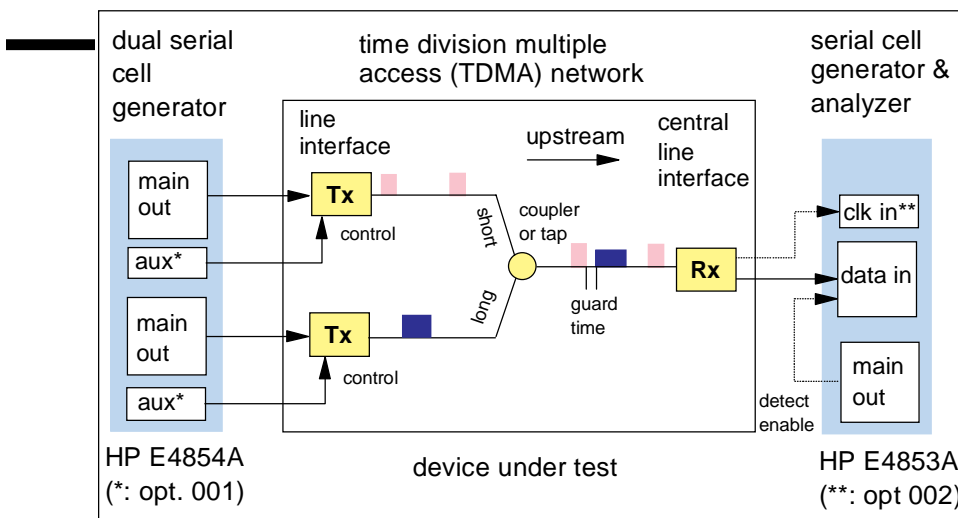 dual serial
cell
generator
time division multiple
access (TDMA) network
serial cell
generator &
analyzer
line
interface
upstream
central
line
interface
main
out
Tx
control
short
coupler
or tap
clk in**
aux*
Rx
data in
long
guard
time
main
out
Tx
control
main
out
aux*
detect
enable
HP E4854A
(*: opt. 001)
device under test
HP E4853A
(**: opt 002)